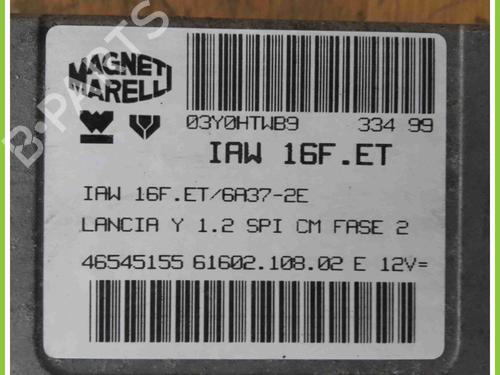 MAGNETI
MARELLI
03Y0HTWB9 334 99
IAW 16F.ET
IAW 16F.ET/6A37-2E
LANCIA Y 1.2 SPI CM FASE 2
46545155 61602.108.02 E 12V=
B-PARTS